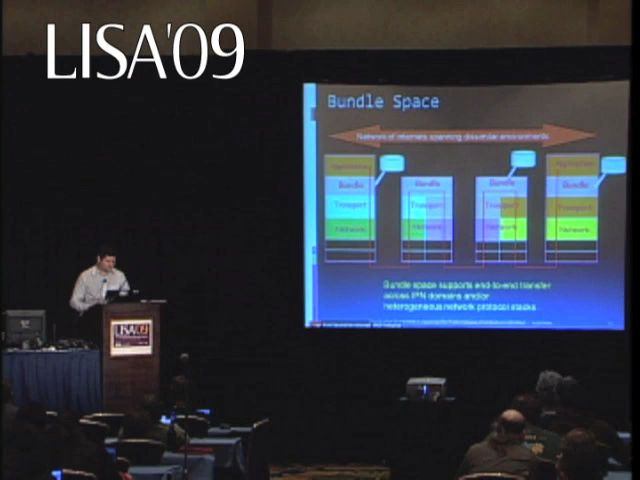 LISA'09
Bundle Space
Network of internets spanning dissimilar environments
Application
Application
Bundle
Bundle
Bundle
Bundle
Transport
Transport
Transport
Transport
Network
Network
Network
Network
Bundle space supports end-to-end transfer
across IPN domains and/or
heterogeneous network protocol stacks
LISA'09